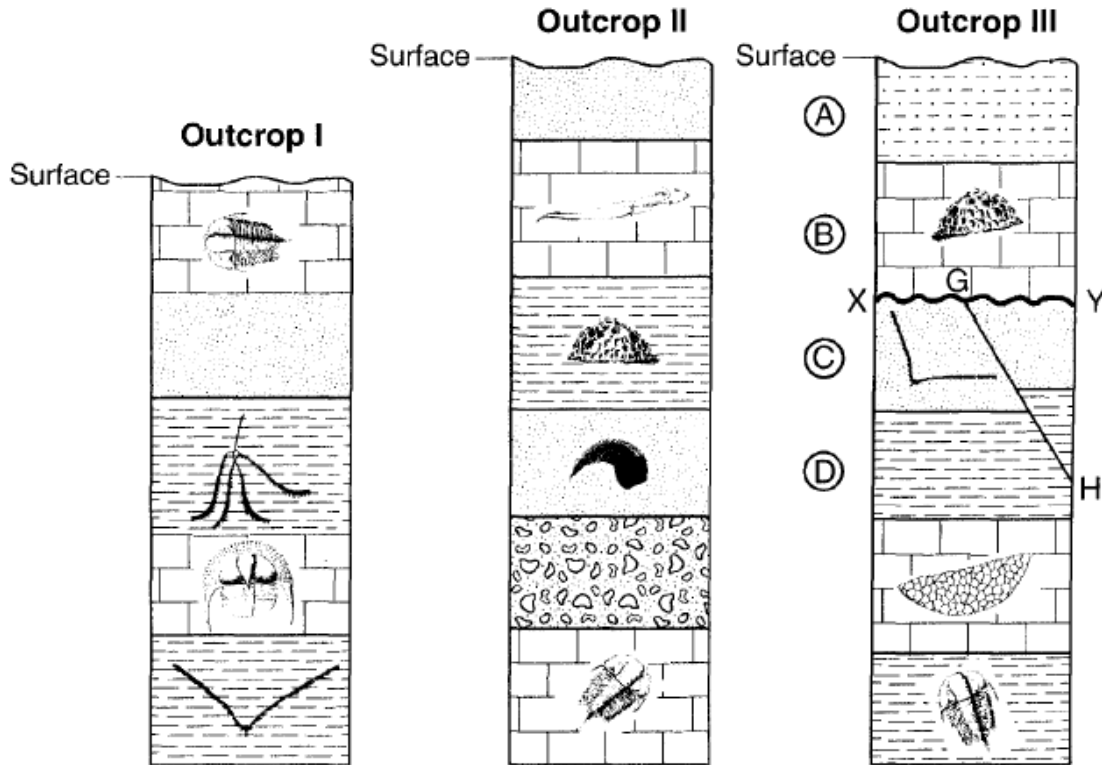 Outcrop I
Surface
Outcrop II
Surface
Outcrop III
Surface
A
B
G
X
Y
C
D
H